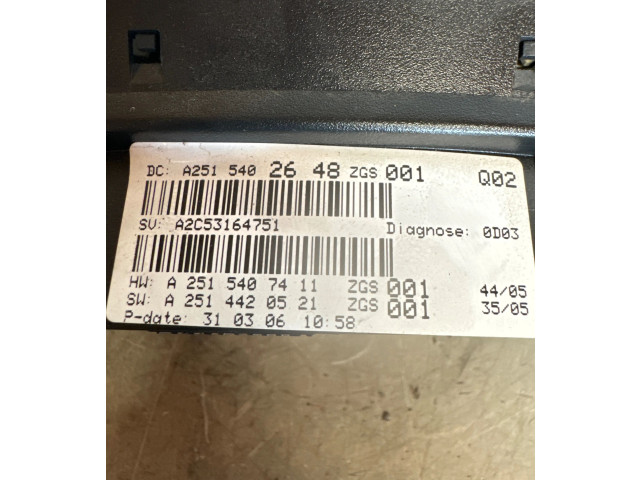 DC: A251 540 26 48 ZGS 001 Q02
SV: A2C53164751 Diagnose: 0D03
HW: A 251 540 74 11 ZGS 001 44/05
SW: A 251 442 05 21 ZGS 001 35/05
P-date: 31 03 06 10:58